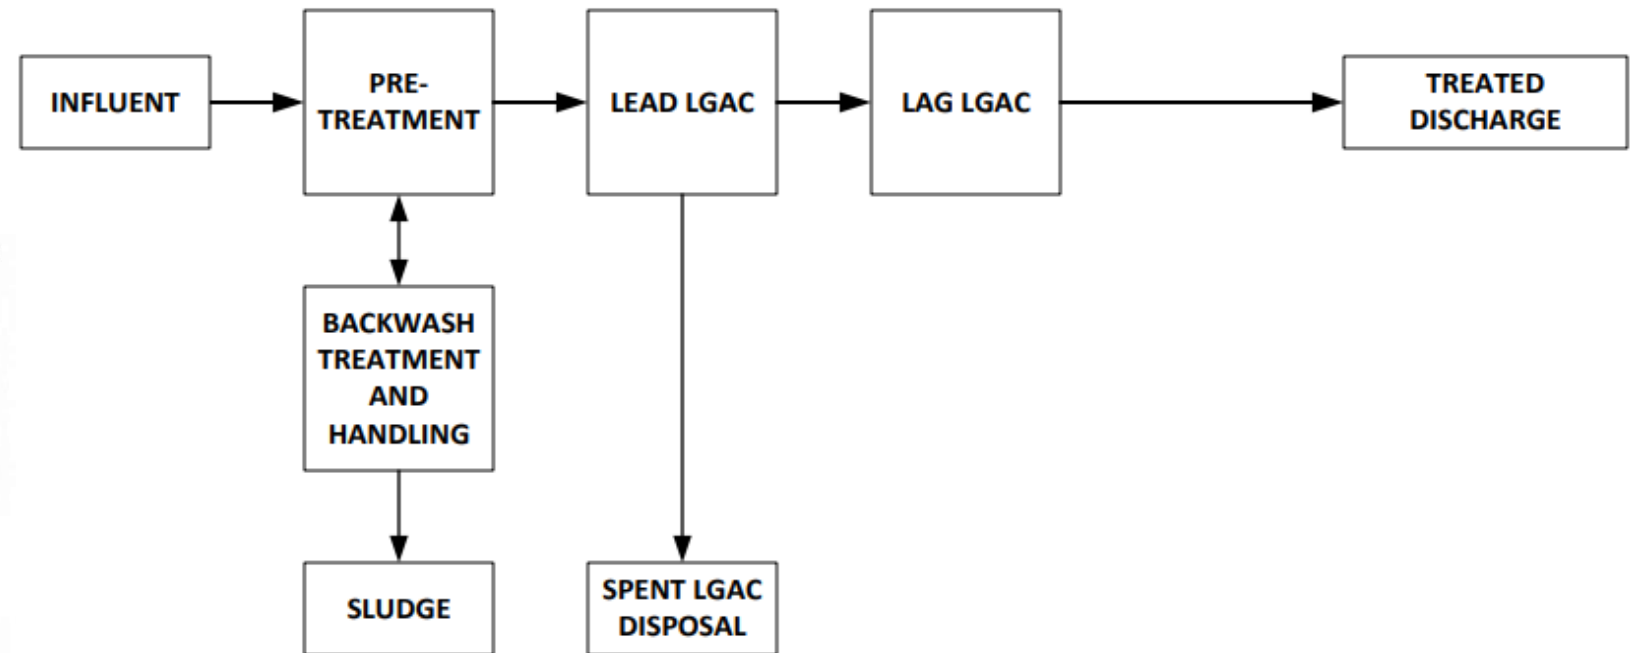 INFLUENT
PRE-
TREATMENT
LEAD LGAC
LAG LGAC
TREATED
DISCHARGE
BACKWASH
TREATMENT
AND
HANDLING
SLUDGE
SPENT LGAC
DISPOSAL